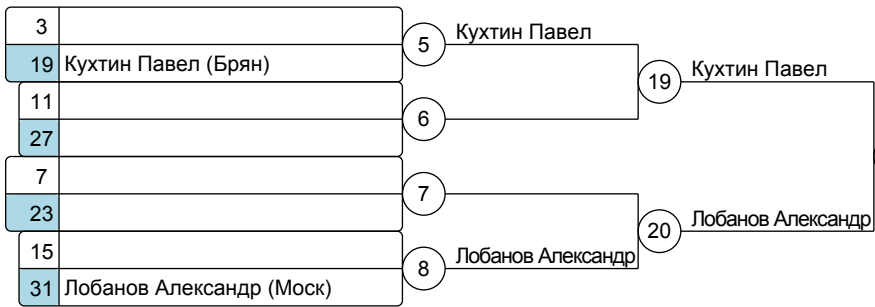 3
5 Кухтин Павел
19 Кухтин Павел (Брян)
19 Кухтин Павел
11
6
27
7
7
23
20 Лобанов Александр
15
8 Лобанов Александр
31 Лобанов Александр (Моск)